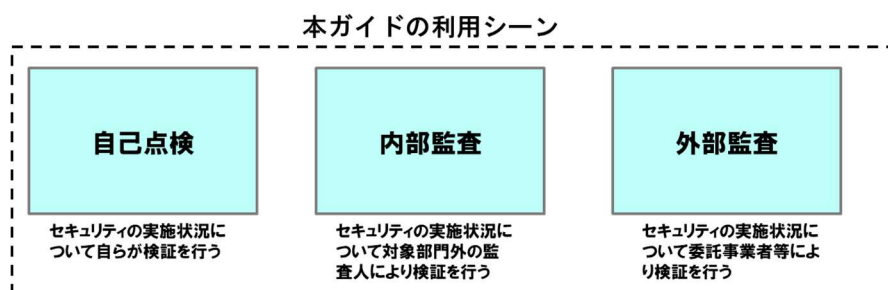 本ガイドの利用シーン
自己点検
内部監査
外部監査
セキュリティの実施状況に
ついて自らが検証を行う
セキュリティの実施状況に
ついて対象部門外の監
査人により検証を行う
セキュリティの実施状況に
ついて委託事業者等によ
り検証を行う